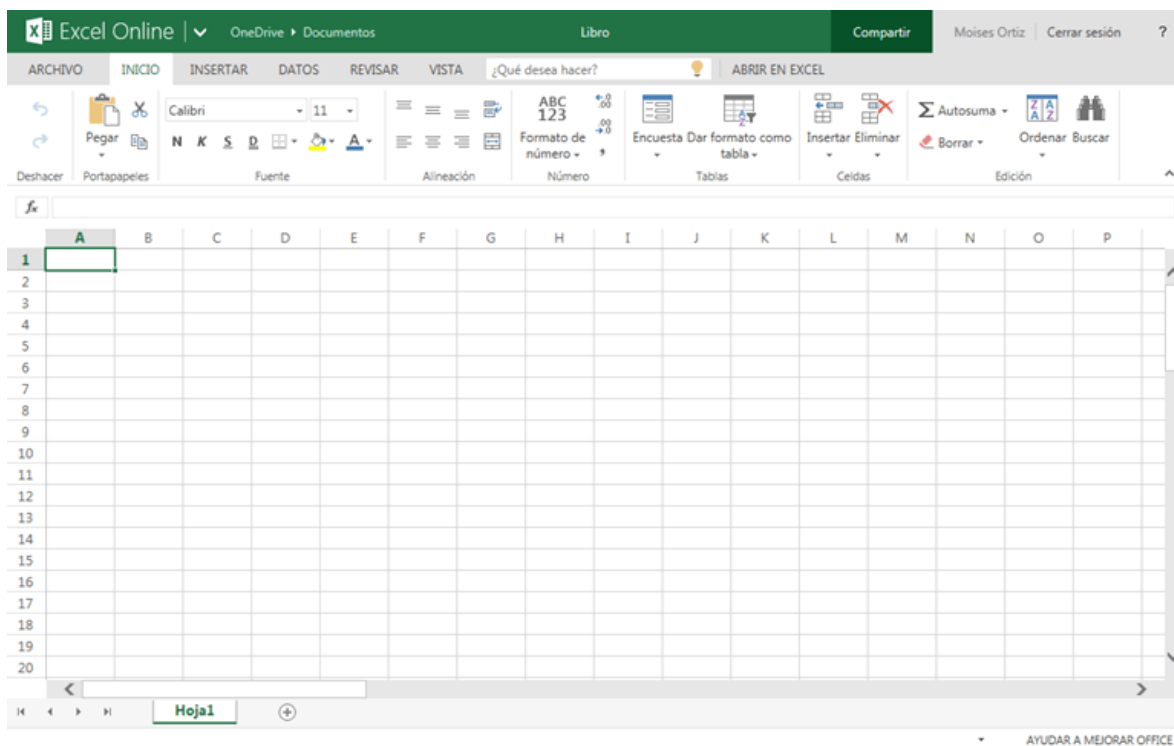 Excel Online | OneDrive ▸ Documentos Libro Compartir Moises Ortiz Cerrar sesión ?
ARCHIVO INICIO INSERTAR DATOS REVISAR VISTA ¿Qué desea hacer? ABRIR EN EXCEL
Calibri 11 ABC 123 Autosuma
Pegar N K S D A Formato de número Encuesta Dar formato como tabla Insertar Eliminar Borrar Ordenar Buscar
Deshacer Portapapeles Fuente Alineación Número Tablas Celdas Edición
fx
A B C D E F G H I J K L M N O P
1
2
3
4
5
6
7
8
9
10
11
12
13
14
15
16
17
18
19
20
Hoja1
AYUDAR A MEJORAR OFFICE